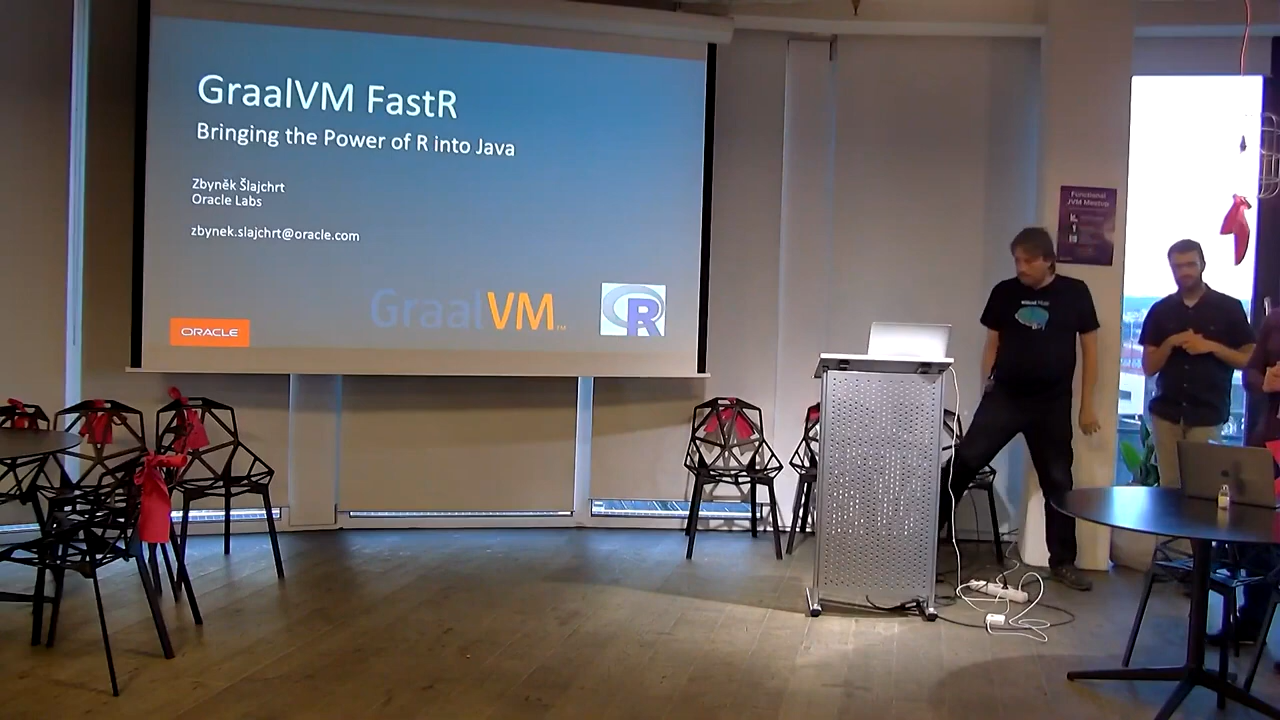 GraalVM FastR
Bringing the Power of R into Java
Zbyněk Šlajchrt
Oracle Labs
zbynek.slajchrt@oracle.com
GraalVM™
R
ORACLE
Functional
JVM Meetup